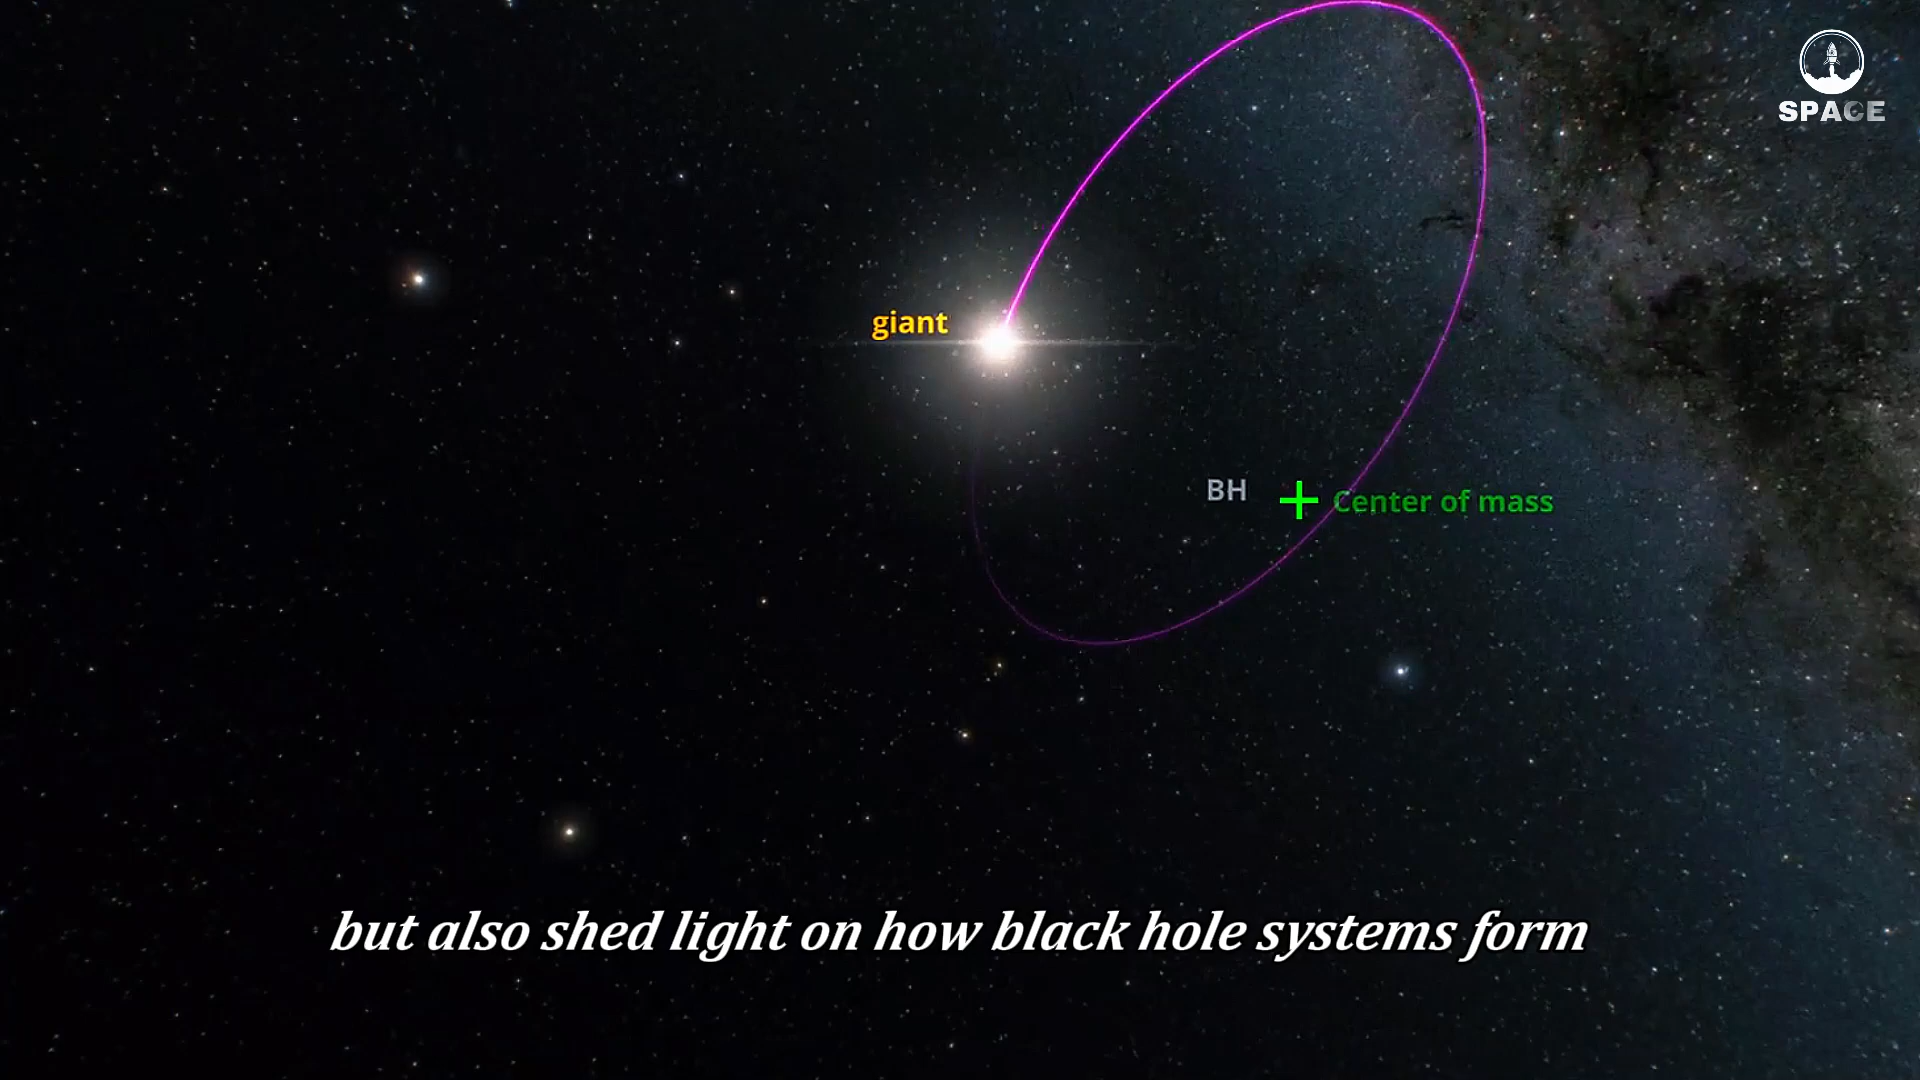 SPACE
giant
BH
Center of mass
but also shed light on how black hole systems form